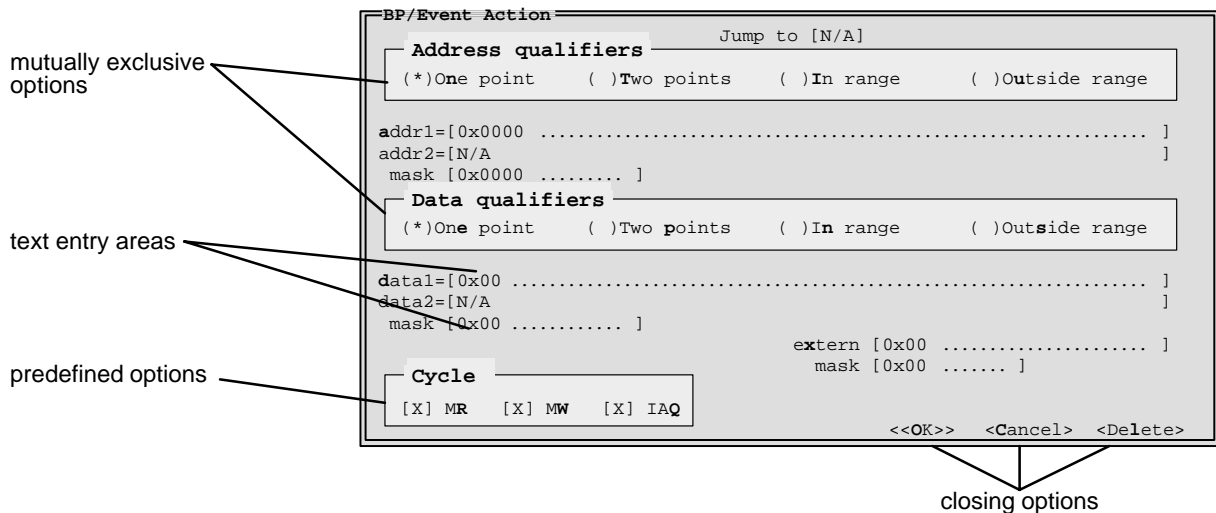 BP/Event Action
Jump to [N/A]
Address qualifiers
mutually exclusive
options
(*)One point ( )Two points ( )In range ( )Outside range
addr1=[0x0000 ................................................................. ]
addr2=[N/A ]
mask [0x0000 ......... ]
Data qualifiers
(*)One point ( )Two points ( )In range ( )Outside range
text entry areas
data1=[0x00 .................................................................... ]
data2=[N/A ]
mask [0x00 ............ ]
extern [0x00 ...................... ]
mask [0x00 ....... ]
predefined options
Cycle
[X] MR [X] MW [X] IAQ
<<OK>> <Cancel> <Delete>
closing options